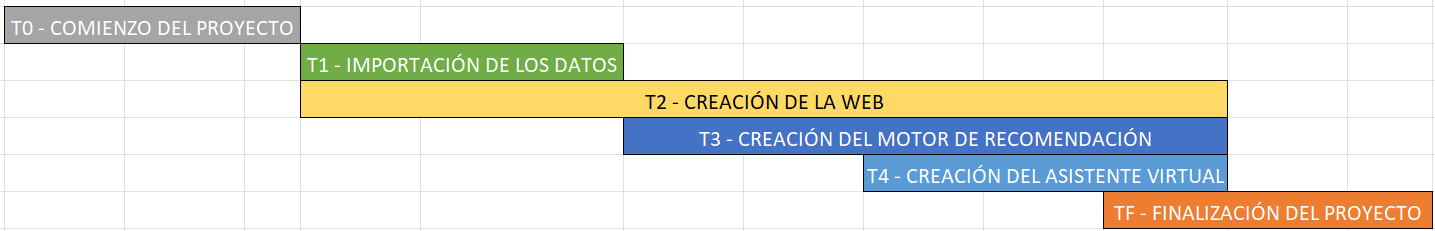 T0 - COMIENZO DEL PROYECTO
T1 - IMPORTACIÓN DE LOS DATOS
T2 - CREACIÓN DE LA WEB
T3 - CREACIÓN DEL MOTOR DE RECOMENDACIÓN
T4 - CREACIÓN DEL ASISTENTE VIRTUAL
TF - FINALIZACIÓN DEL PROYECTO